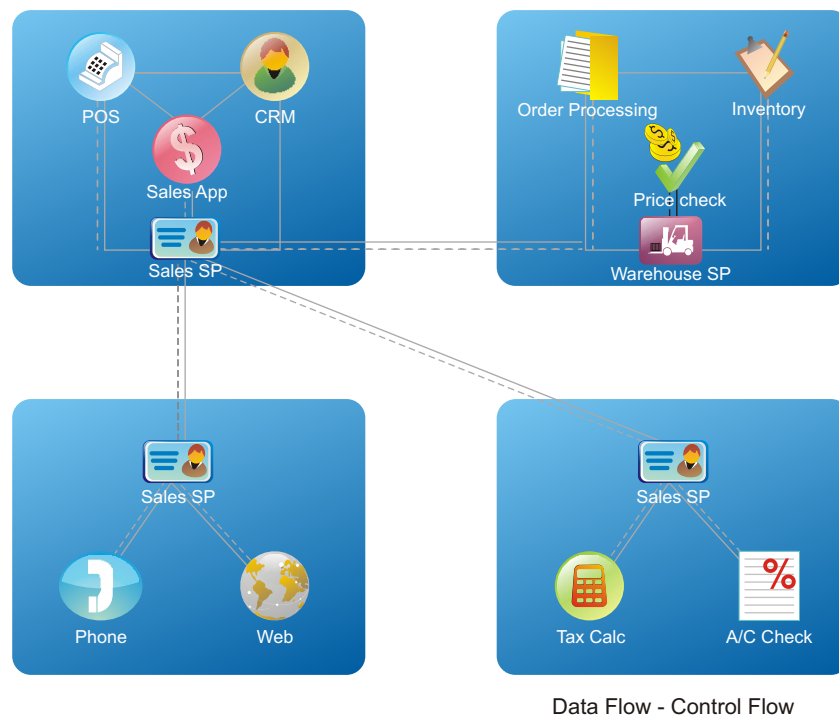 POS
CRM
Sales App
Sales SP
Order Processing
Inventory
Price check
Warehouse SP
Sales SP
Phone
Web
Sales SP
Tax Calc
A/C Check
Data Flow - Control Flow